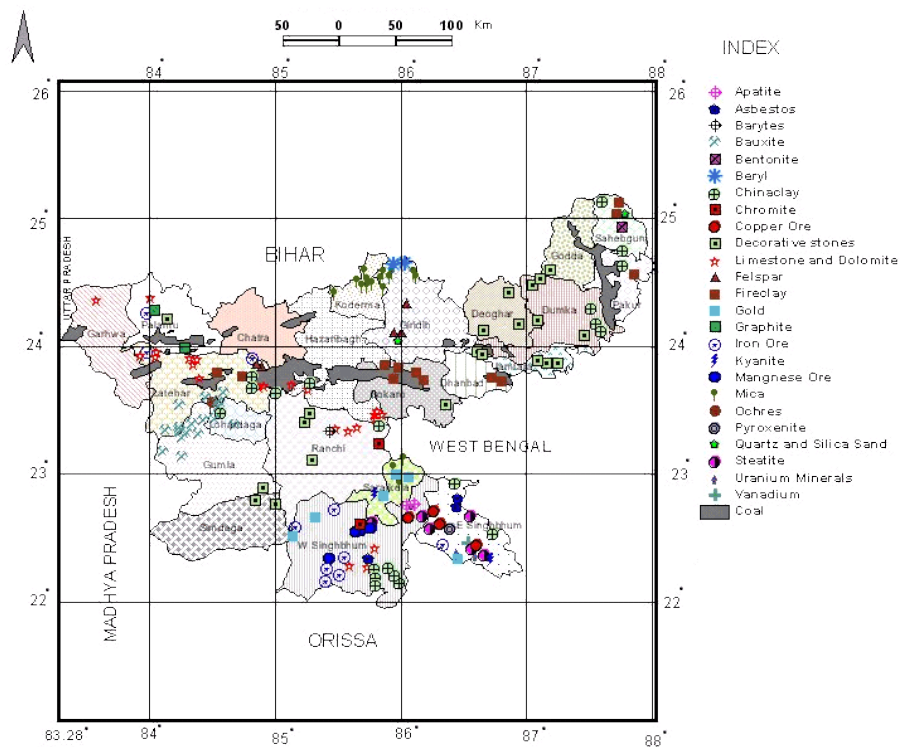 50 0 50 100 Km
INDEX
84 85 86 87 88
26° 26°
Apatite
Asbestos
Barytes
Bauxite
Bentonite
Beryl
Chinaclay
Chromite
Copper Ore
Decorative stones
Limestone and Dolomite
Felspar
Fireclay
Gold
Graphite
Iron Ore
Kyanite
Mangnese Ore
Mica
Ochres
Pyroxenite
Quartz and Silica Sand
Steatite
Uranium Minerals
Vanadium
Coal
25° 25°
Sahebgunj
BIHAR
UTTAR PRADESH
Godda
Pakur
Koderma
Giridih
Deoghar
Dumka
Garhwa
Palamu
Chatra
Hazaribagh
24° 24°
Jamtara
Latehar
Dhanbad
Bokaro
Lohardaga
Ranchi
WEST BENGAL
Gumla
23° 23°
Saraikela
Simdega
W Singhbhum
E Singhbhum
MADHYA PRADESH
22° 22°
ORISSA
83.28° 84° 85° 86° 87° 88°